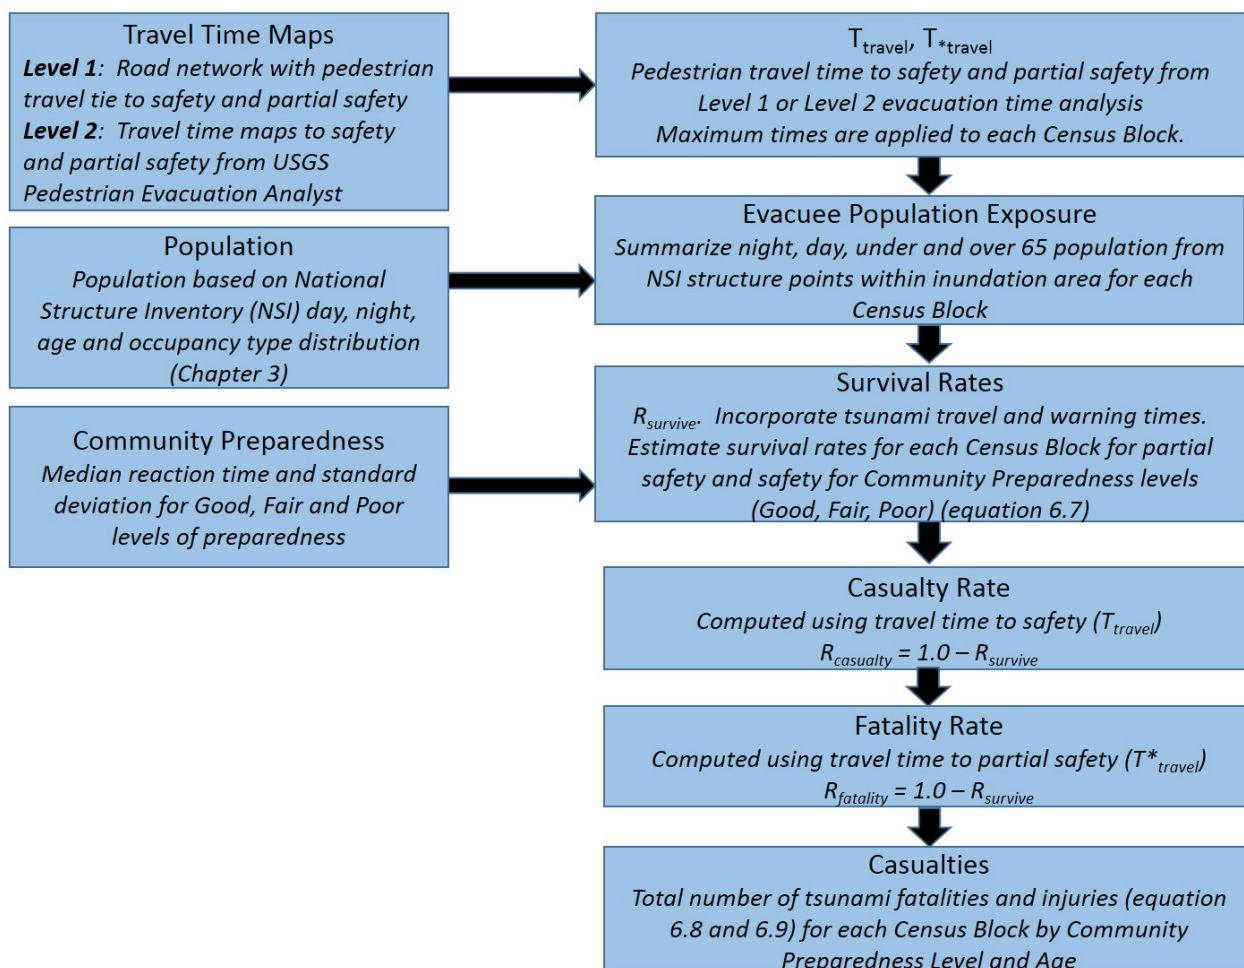 Travel Time Maps
Level 1:  Road network with pedestrian
travel tie to safety and partial safety
Level 2:  Travel time maps to safety
and partial safety from USGS
Pedestrian Evacuation Analyst
Population
Population based on National
Structure Inventory (NSI) day, night,
age and occupancy type distribution
(Chapter 3)
Community Preparedness
Median reaction time and standard
deviation for Good, Fair and Poor
levels of preparedness
Ttravel, T*travel
Pedestrian travel time to safety and partial safety from
Level 1 or Level 2 evacuation time analysis
Maximum times are applied to each Census Block.
Evacuee Population Exposure
Summarize night, day, under and over 65 population from
NSI structure points within inundation area for each
Census Block
Survival Rates
Rsurvive.  Incorporate tsunami travel and warning times.
Estimate survival rates for each Census Block for partial
safety and safety for Community Preparedness levels
(Good, Fair, Poor) (equation 6.7)
Casualty Rate
Computed using travel time to safety (Ttravel)
Rcasualty = 1.0 – Rsurvive
Fatality Rate
Computed using travel time to partial safety (T*travel)
Rfatality = 1.0 – Rsurvive
Casualties
Total number of tsunami fatalities and injuries (equation
6.8 and 6.9) for each Census Block by Community
Preparedness Level and Age